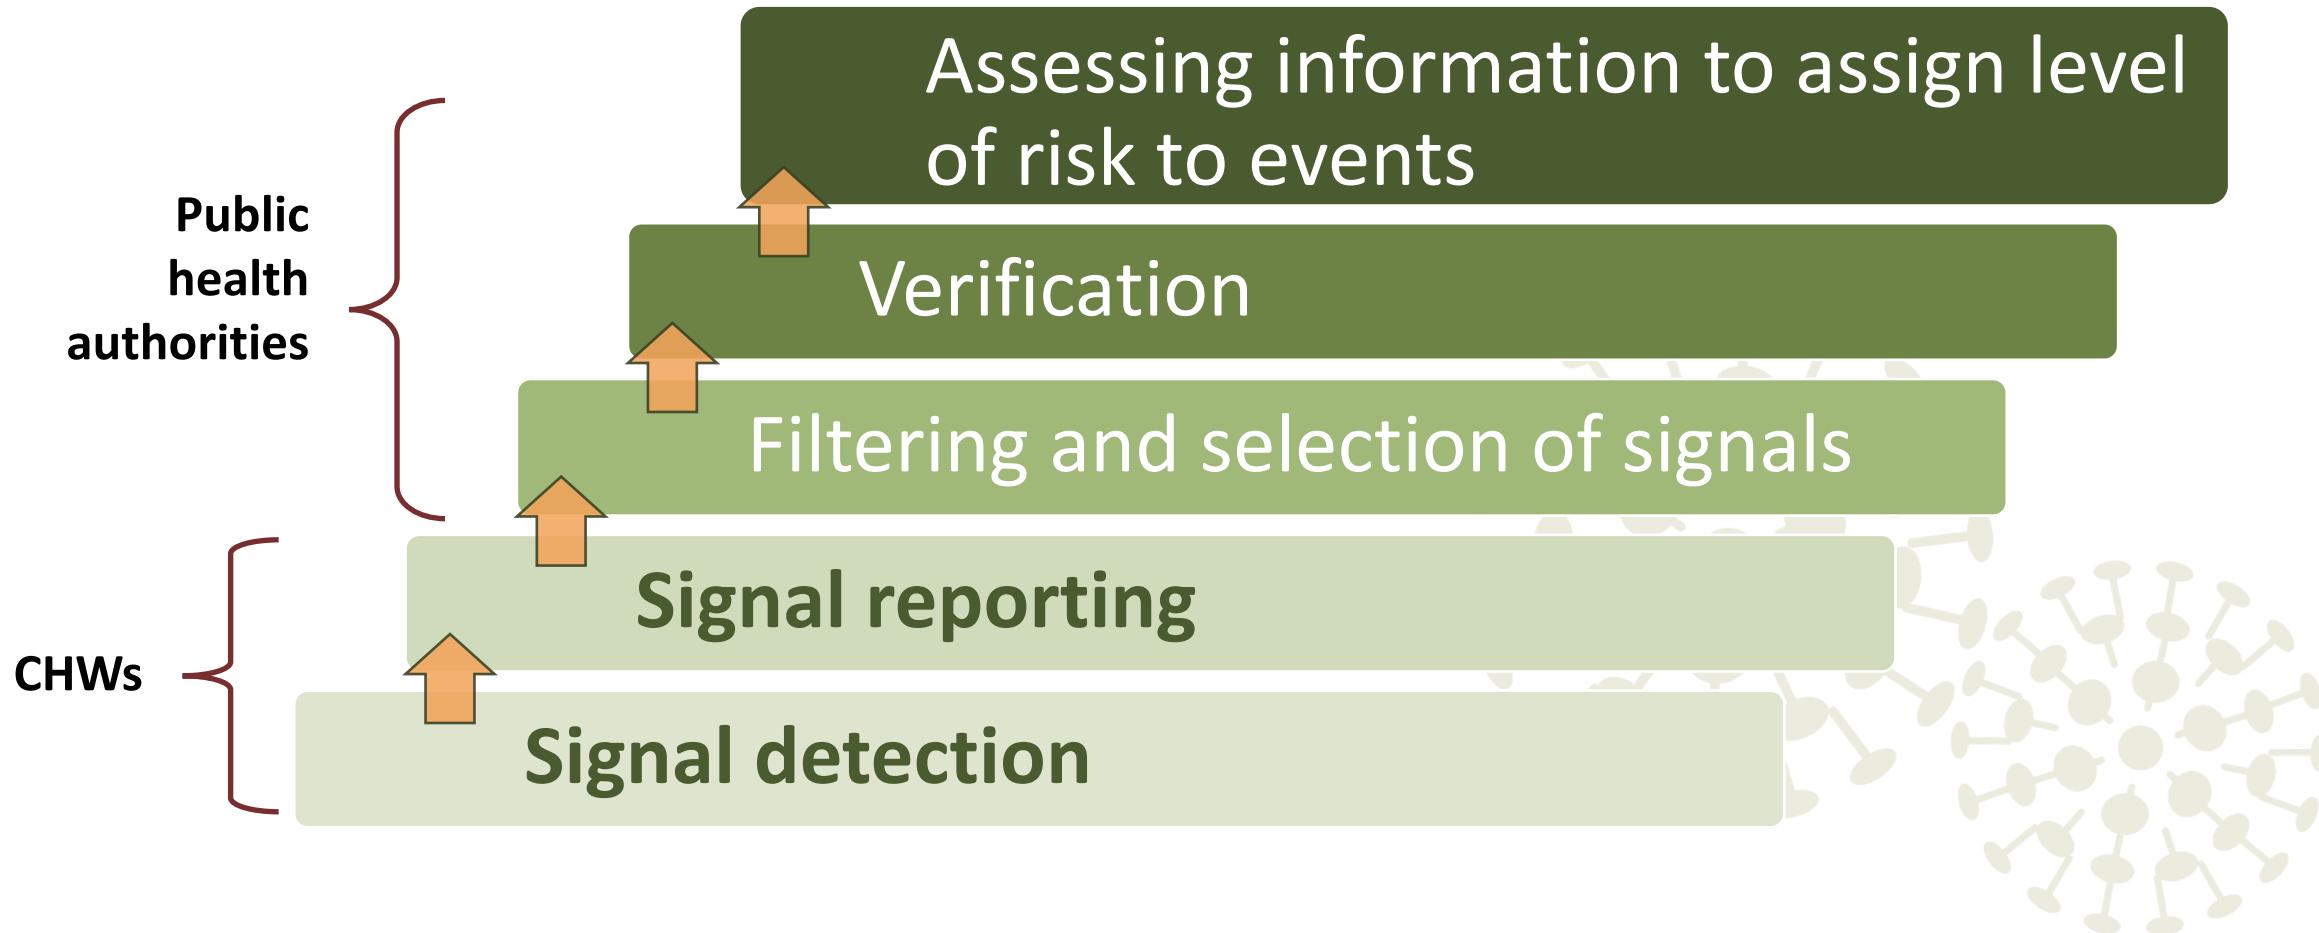 Assessing information to assign level
of risk to events
Public
health
authorities
Verification
Filtering and selection of signals
Signal reporting
CHWs
Signal detection